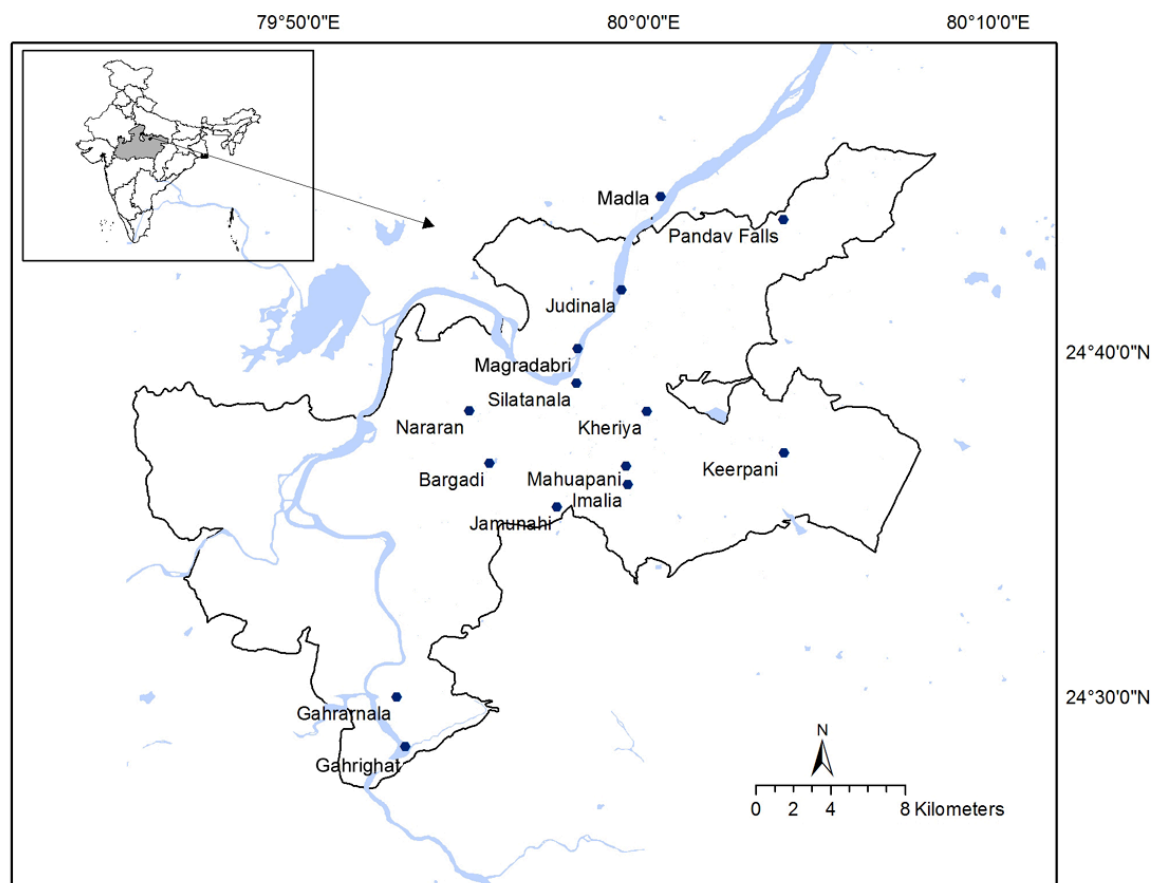 79°50'0"E 80°0'0"E 80°10'0"E
Madla
Pandav Falls
Judinala
24°40'0"N
Magradabri
Silatanala
Nararan
Kheriya
Keerpani
Bargadi
Mahuapani
Imalia
Jamunahi
24°30'0"N
Gahrarnala
Gahrighat
N
0 2 4 8 Kilometers